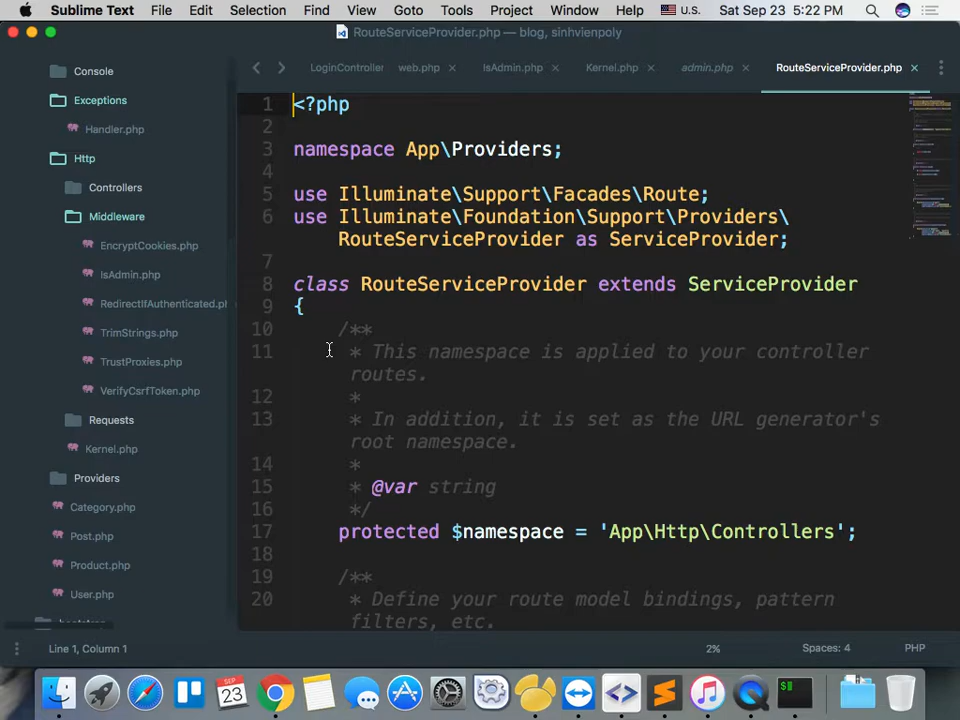 Sublime Text File Edit Selection Find View Goto Tools Project Window Help U.S. Sat Sep 23 5:22 PM
RouteServiceProvider.php — blog, sinhvienpoly
LoginController web.php × IsAdmin.php × Kernel.php × admin.php × RouteServiceProvider.php ×
Console
Exceptions
Handler.php
Http
Controllers
Middleware
EncryptCookies.php
IsAdmin.php
RedirectIfAuthenticated.ph
TrimStrings.php
TrustProxies.php
VerifyCsrfToken.php
Requests
Kernel.php
Providers
Category.php
Post.php
Product.php
User.php
1 <?php
2
3 namespace App\Providers;
4
5 use Illuminate\Support\Facades\Route;
6 use Illuminate\Foundation\Support\Providers\
RouteServiceProvider as ServiceProvider;
7
8 class RouteServiceProvider extends ServiceProvider
9 {
10 /**
11 * This namespace is applied to your controller
routes.
12 *
13 * In addition, it is set as the URL generator's
root namespace.
14 *
15 * @var string
16 */
17 protected $namespace = 'App\Http\Controllers';
18
19 /**
20 * Define your route model bindings, pattern
filters, etc.
Line 1, Column 1 2% Spaces: 4 PHP
SEP
23